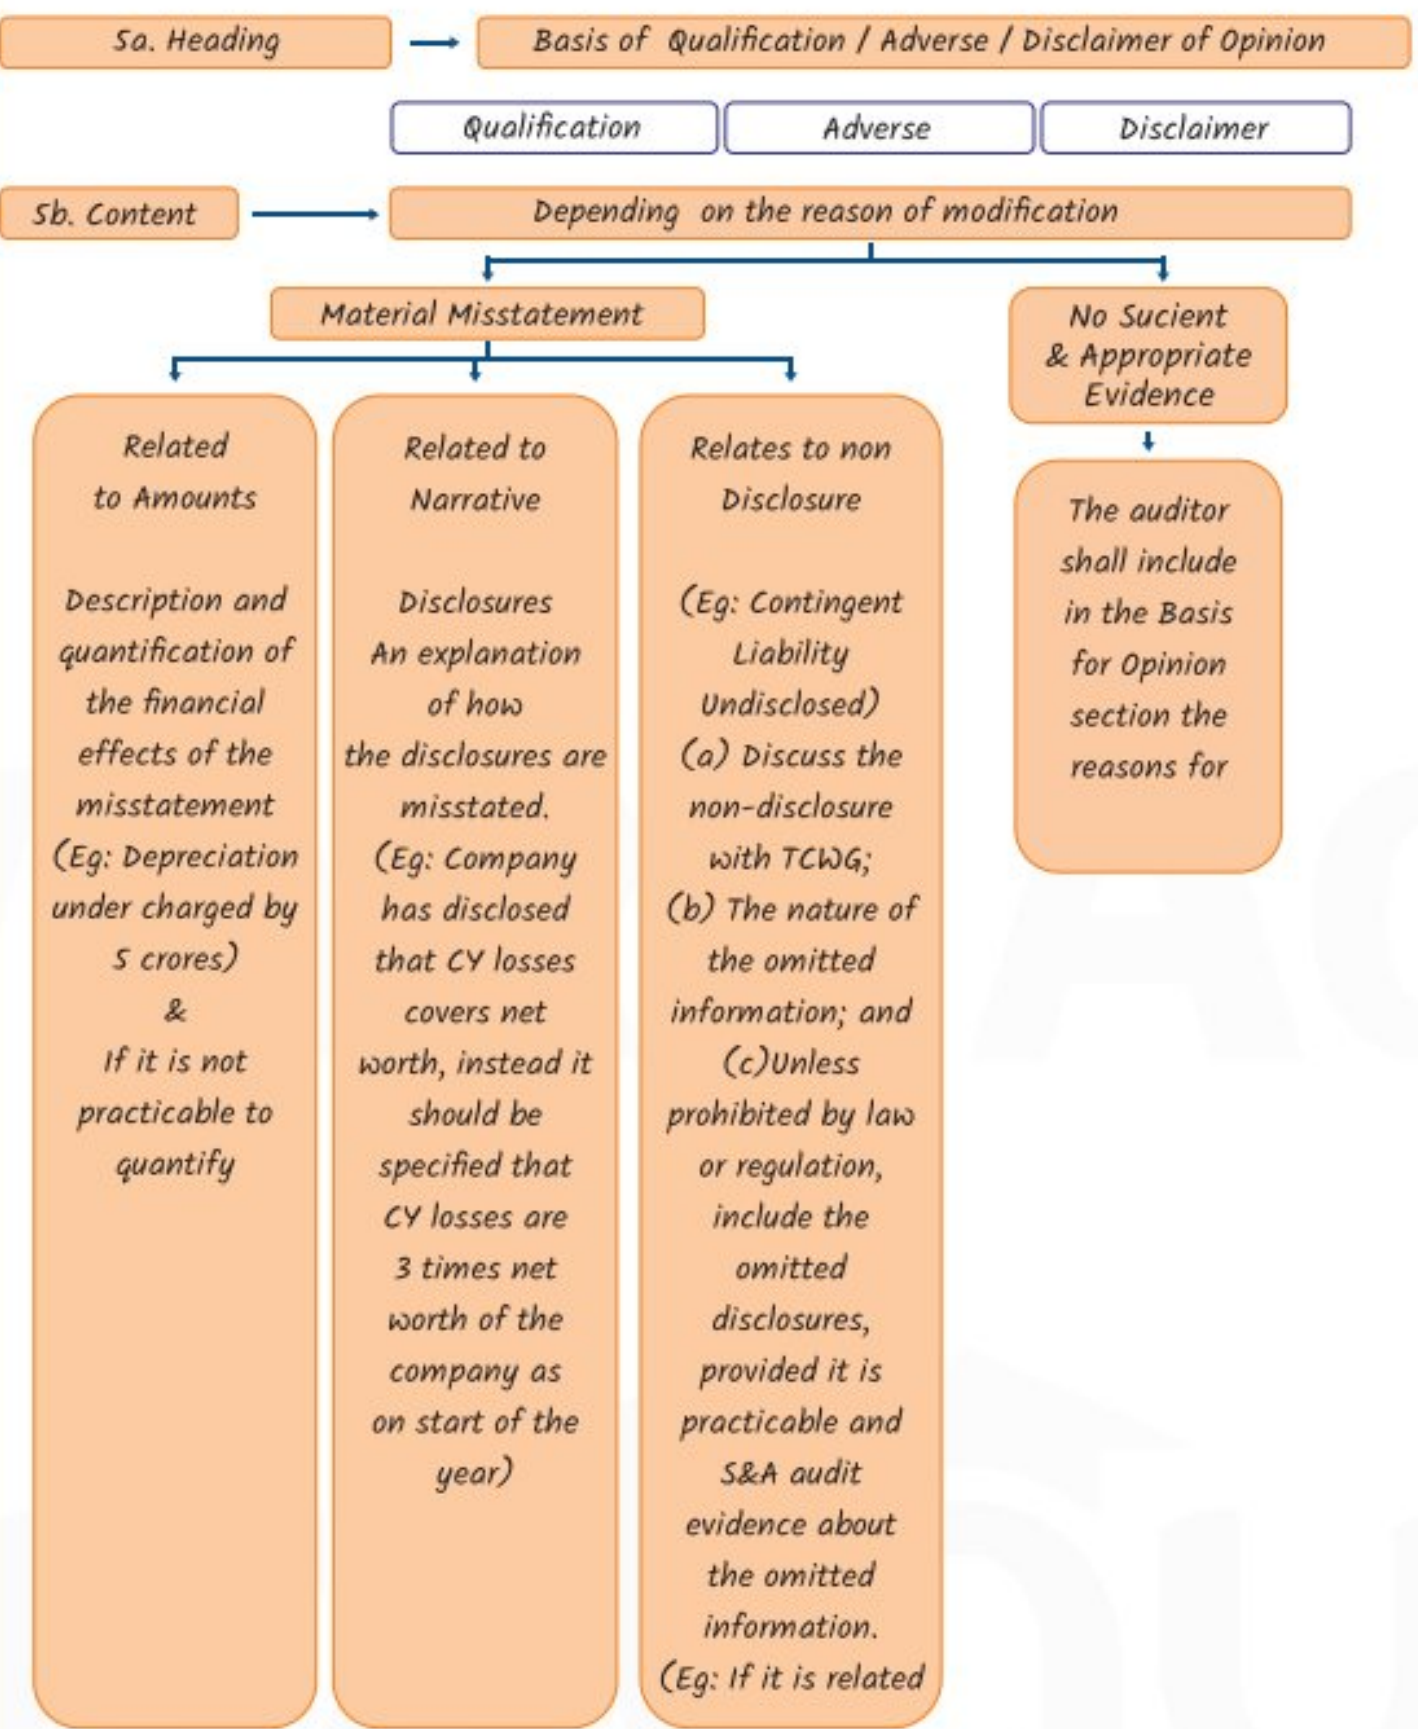 5a. Heading
Basis of Qualification / Adverse / Disclaimer of Opinion
Qualification
Adverse
Disclaimer
5b. Content
Depending on the reason of modification
Material Misstatement
No Sucient
& Appropriate
Evidence
Related
to Amounts
Description and
quantification of
the financial
effects of the
misstatement
(Eg: Depreciation
under charged by
5 crores)
&
If it is not
practicable to
quantify
Related to
Narrative
Disclosures
An explanation
of how
the disclosures are
misstated.
(Eg: Company
has disclosed
that CY losses
covers net
worth, instead it
should be
specified that
CY losses are
3 times net
worth of the
company as
on start of the
year)
Relates to non
Disclosure
(Eg: Contingent
Liability
Undisclosed)
(a) Discuss the
non-disclosure
with TCWG;
(b) The nature of
the omitted
information; and
(c)Unless
prohibited by law
or regulation,
include the
omitted
disclosures,
provided it is
practicable and
S&A audit
evidence about
the omitted
information.
(Eg: If it is related
The auditor
shall include
in the Basis
for Opinion
section the
reasons for